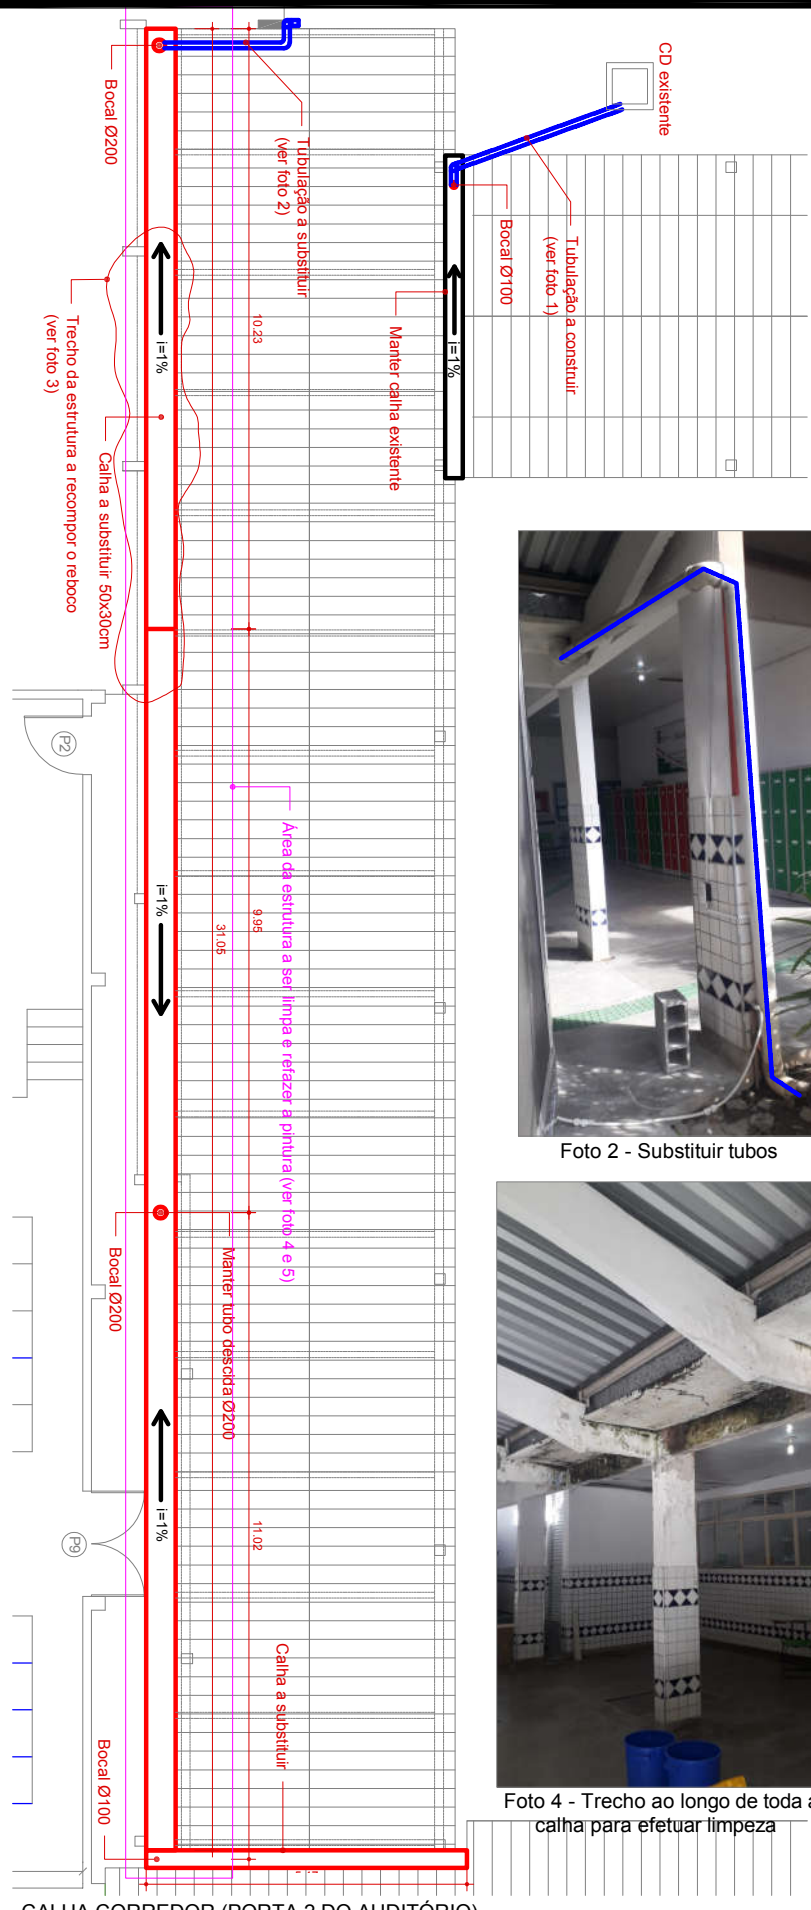 CD existente
Bocal Ø200
Tubulação a substituir
(ver foto 2)
Bocal Ø100
Tubulação a construir
(ver foto 1)
i=1%
10.23
Manter calha existente
i=1%
Trecho da estrutura a recompor o reboco
(ver foto 3)
Calha a substituir 50x30cm
P2
Área da estrutura a ser limpa e refazer a pintura (ver foto 4 e 5)
i=1%
9.95
31.05
Foto 2 - Substituir tubos
Bocal Ø200
Manter tubo descida Ø200
i=1%
11.02
P9
Calha a substituir
Bocal Ø100
Foto 4 - Trecho ao longo de toda a
calha para efetuar limpeza
CALHA CORREDOR (PORTA 2 DO AUDITÓRIO)